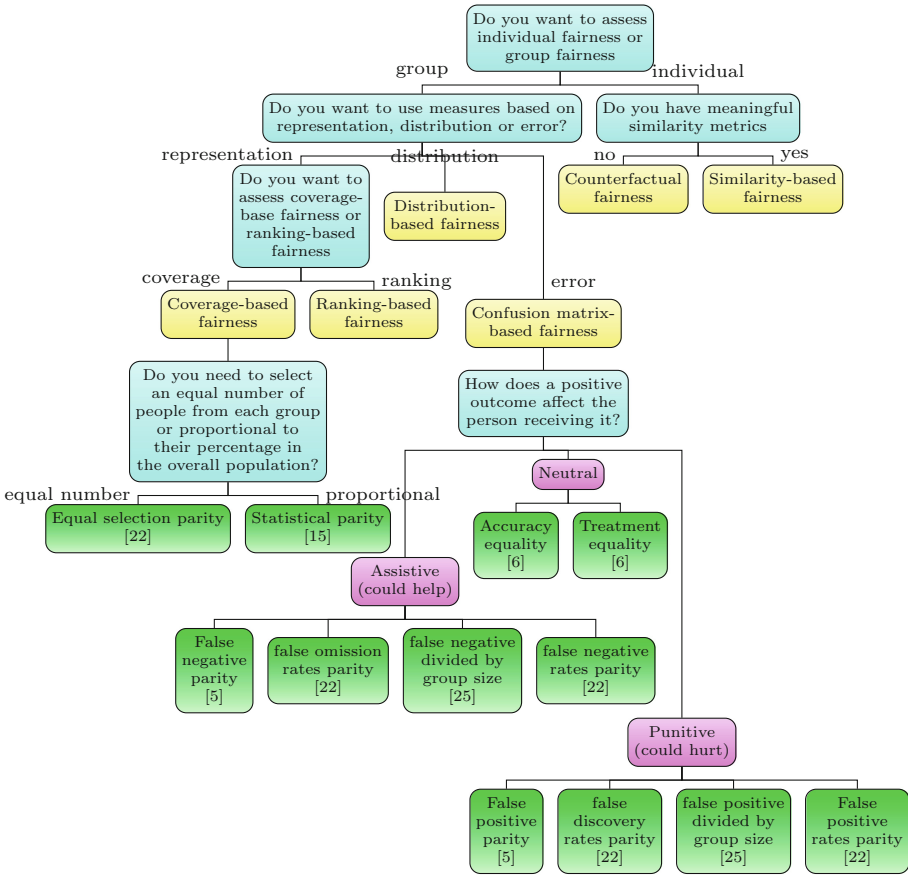 Do you want to assess
individual fairness or
group fairness
group
individual
Do you want to use measures based on
representation, distribution or error?
Do you have meaningful
similarity metrics
representation
distribution
no
yes
Do you want to
assess coverage-
base fairness or
ranking-based
fairness
Distribution-
based fairness
Counterfactual
fairness
Similarity-based
fairness
coverage
ranking
error
Coverage-based
fairness
Ranking-based
fairness
Confusion matrix-
based fairness
Do you need to select
an equal number of
people from each group
or proportional to
their percentage in
the overall population?
How does a positive
outcome affect the
person receiving it?
equal number
proportional
Neutral
Equal selection parity
[22]
Statistical parity
[15]
Accuracy
equality
[6]
Treatment
equality
[6]
Assistive
(could help)
False
negative
parity
[5]
false omission
rates parity
[22]
false negative
divided by
group size
[25]
false negative
rates parity
[22]
Punitive
(could hurt)
False
positive
parity
[5]
false
discovery
rates parity
[22]
false positive
divided by
group size
[25]
False
positive
rates parity
[22]